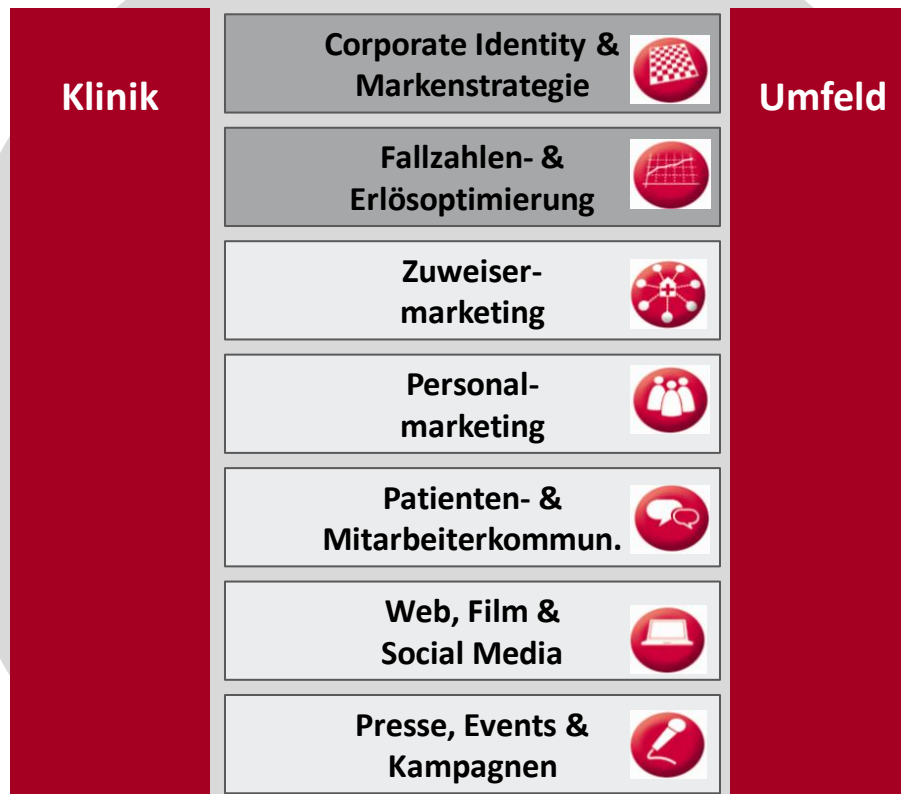 Klinik
Corporate Identity &
Markenstrategie
Fallzahlen- &
Erlösoptimierung
Zuweiser-
marketing
Personal-
marketing
Patienten- &
Mitarbeiterkommun.
Web, Film &
Social Media
Presse, Events &
Kampagnen
Umfeld